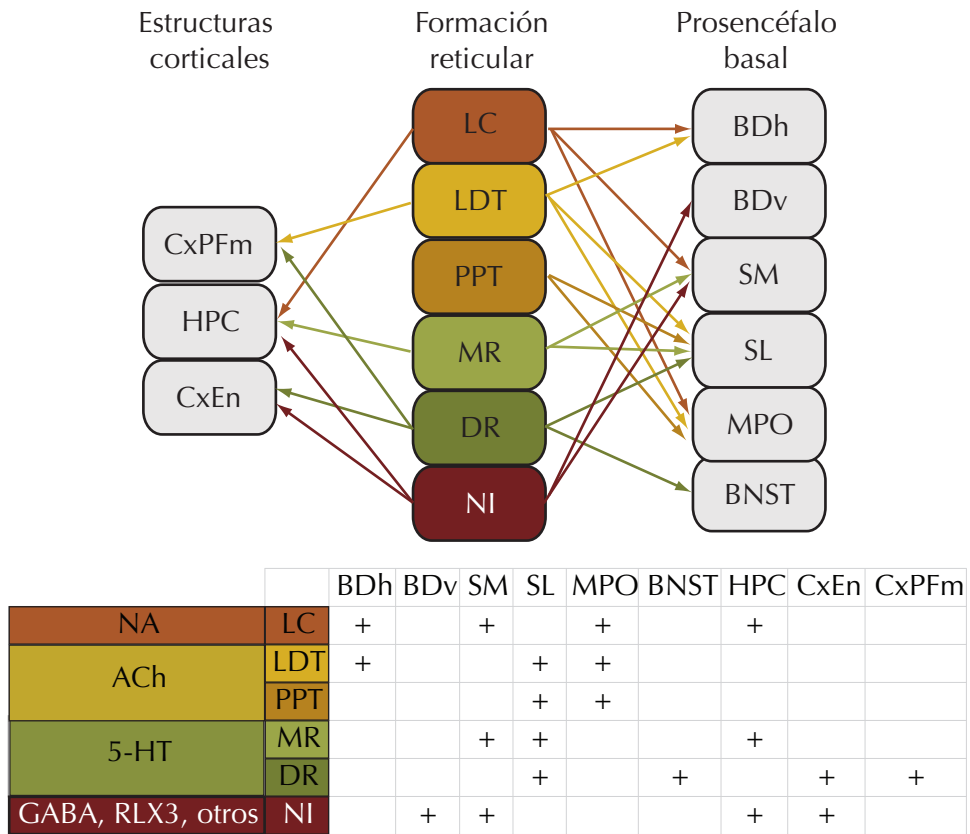 Estructuras
corticales
Formación
reticular
Prosencéfalo
basal
CxPFm
HPC
CxEn
LC
LDT
PPT
MR
DR
NI
BDh
BDv
SM
SL
MPO
BNST
BDh BDv SM SL MPO BNST HPC CxEn CxPFm
NA LC + + + +
ACh
LDT + + +
PPT + +
5-HT
MR + + +
DR + + + +
GABA, RLX3, otros NI + + + +